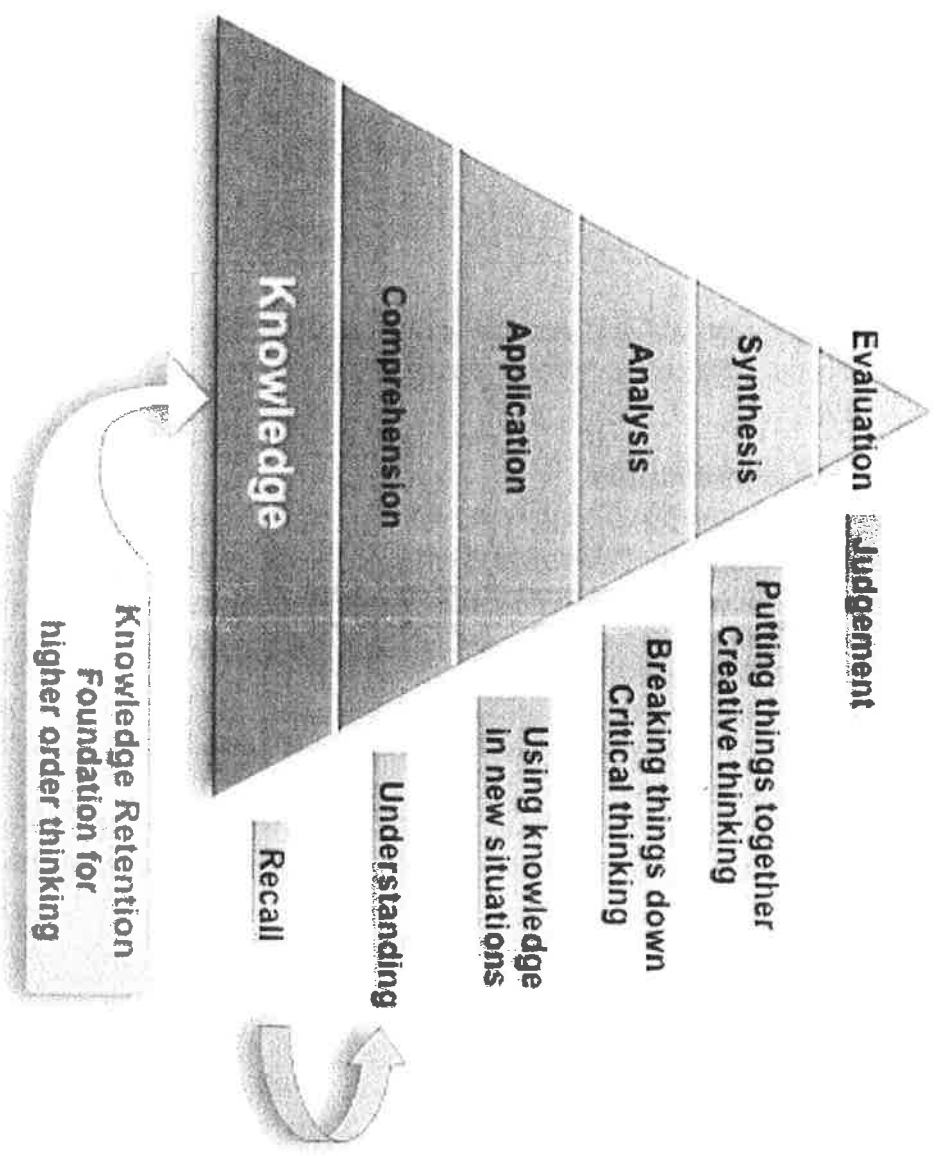 Evaluation
Judgement
Synthesis
Putting things together
Creative thinking
Analysis
Breaking things down
Critical thinking
Application
Using knowledge
in new situations
Comprehension
Understanding
Knowledge
Recall
Knowledge Retention
Foundation for
higher order thinking